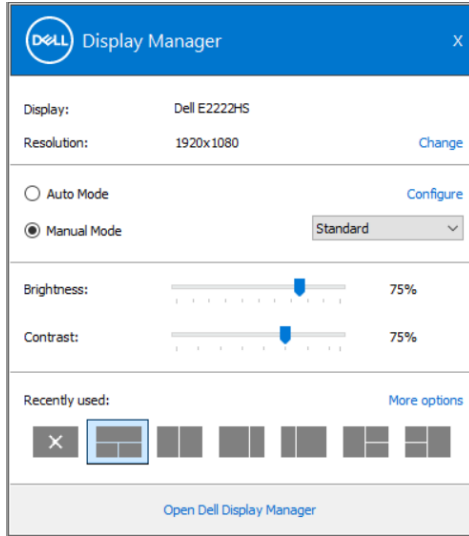 DELL Display Manager X
Display: Dell E2222HS
Resolution: 1920x1080 Change
Auto Mode Configure
Manual Mode Standard
Brightness: 75%
Contrast: 75%
Recently used: More options
Open Dell Display Manager